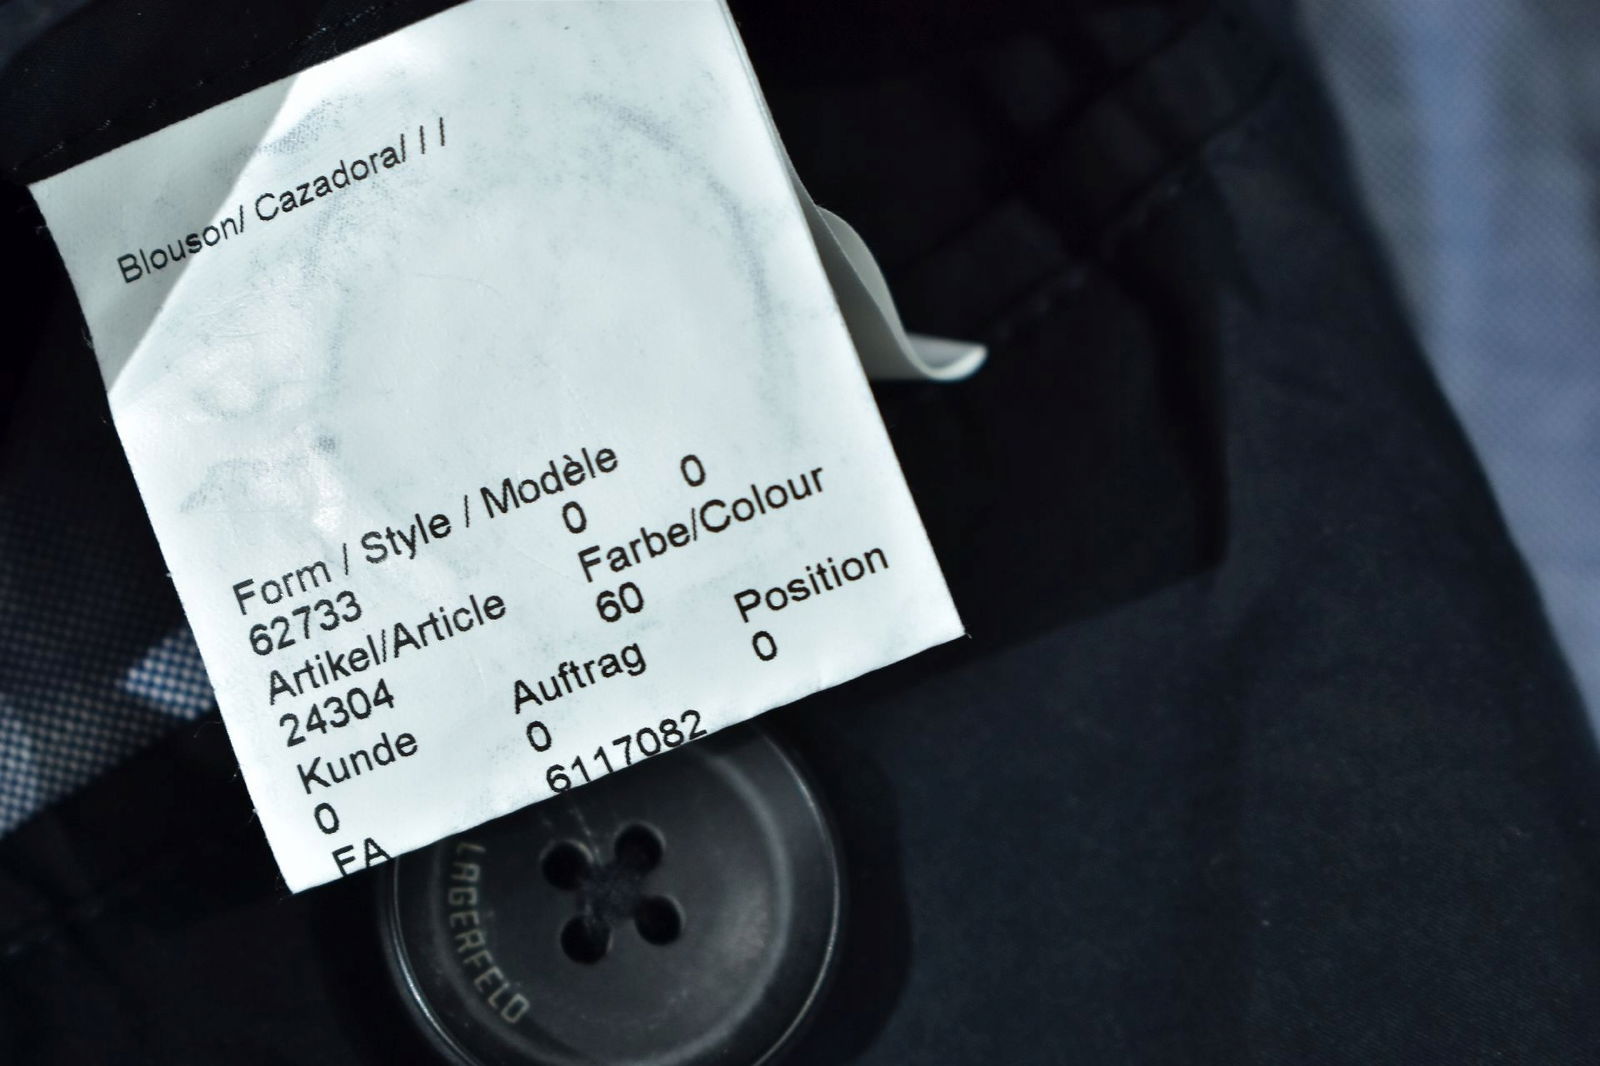 Blouson/ Cazadora/ / /
Form / Style / Modèle 0
62733 0
Artikel/Article Farbe/Colour
24304 60
Kunde Auftrag Position
0 0 0
FA 6117082
LAGERFELD